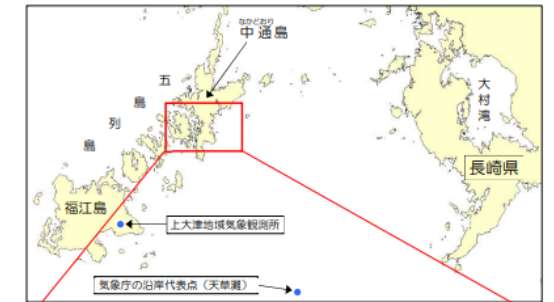 なかどおり
中通島
五島列島
大村湾
長崎県
福江島
上大津地域気象観測所
気象庁の沿岸代表点（天草灘）